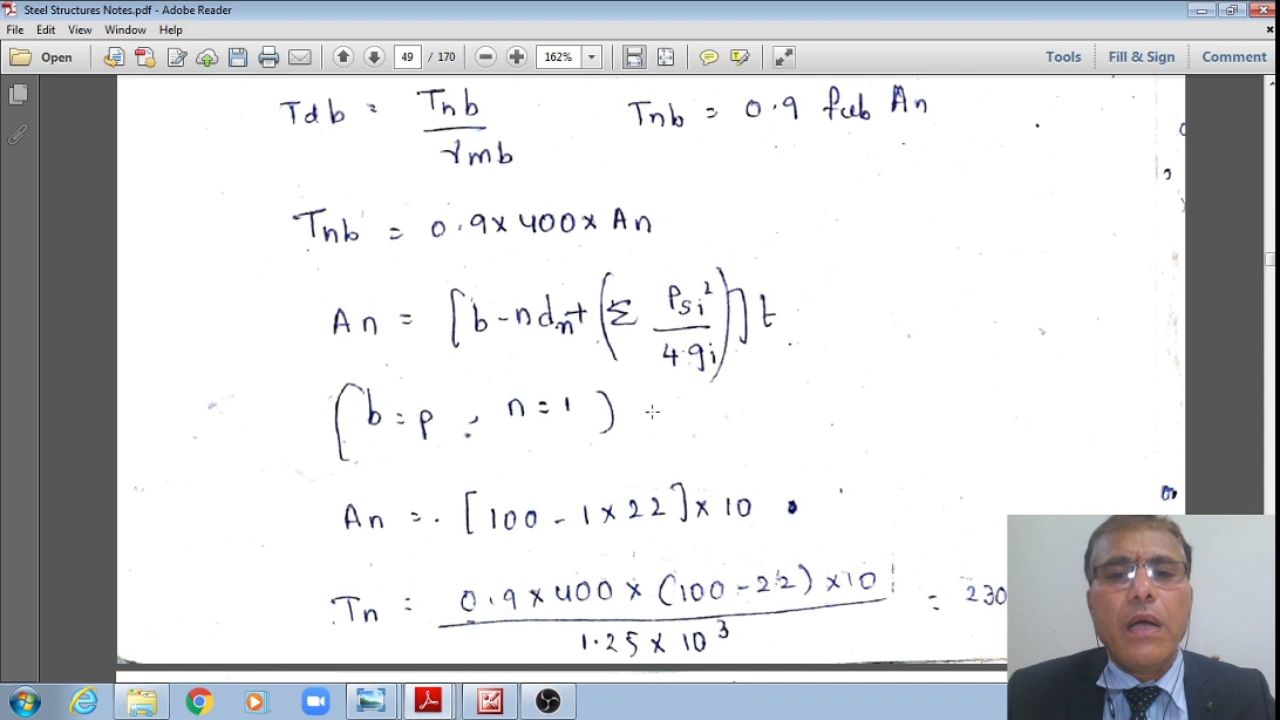 Steel Structures Notes.pdf - Adobe Reader
File Edit View Window Help
Open 49 / 170 162% Tools Fill & Sign Comment
Tdb = Tnb / γmb Tnb = 0.9 fub An
Tnb = 0.9 × 400 × An
An = [b - n dn + (Σ Psi² / 4 gi)] t
(b = p ; n = 1)
An = [100 - 1 × 22] × 10
Tn = 0.9 × 400 × (100 - 22) × 10 / 1.25 × 10³ = 230